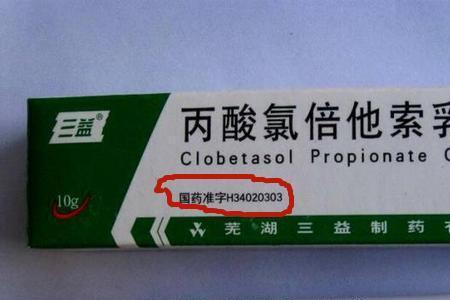 三益®
丙酸氯倍他索乳
Clobetasol Propionate C
10g
国药准字H34020303
芜湖三益制药有